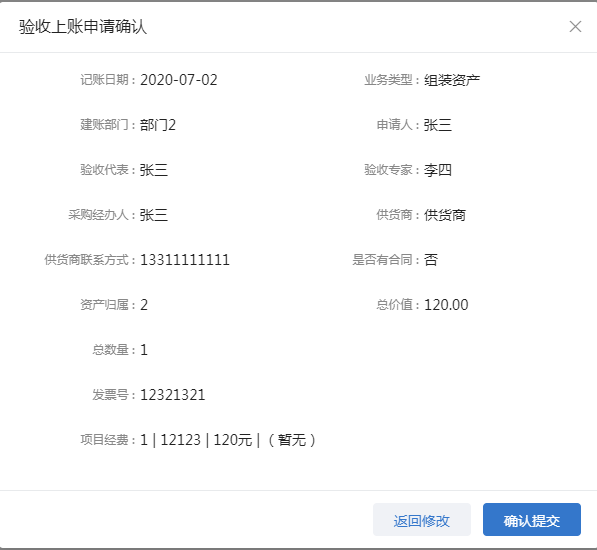 验收上账申请确认
记账日期：2020-07-02 业务类型：组装资产
建账部门：部门2 申请人：张三
验收代表：张三 验收专家：李四
采购经办人：张三 供货商：供货商
供货商联系方式：13311111111 是否有合同：否
资产归属：2 总价值：120.00
总数量：1
发票号：12321321
项目经费：1 | 12123 | 120元 |（暂无）
返回修改 确认提交